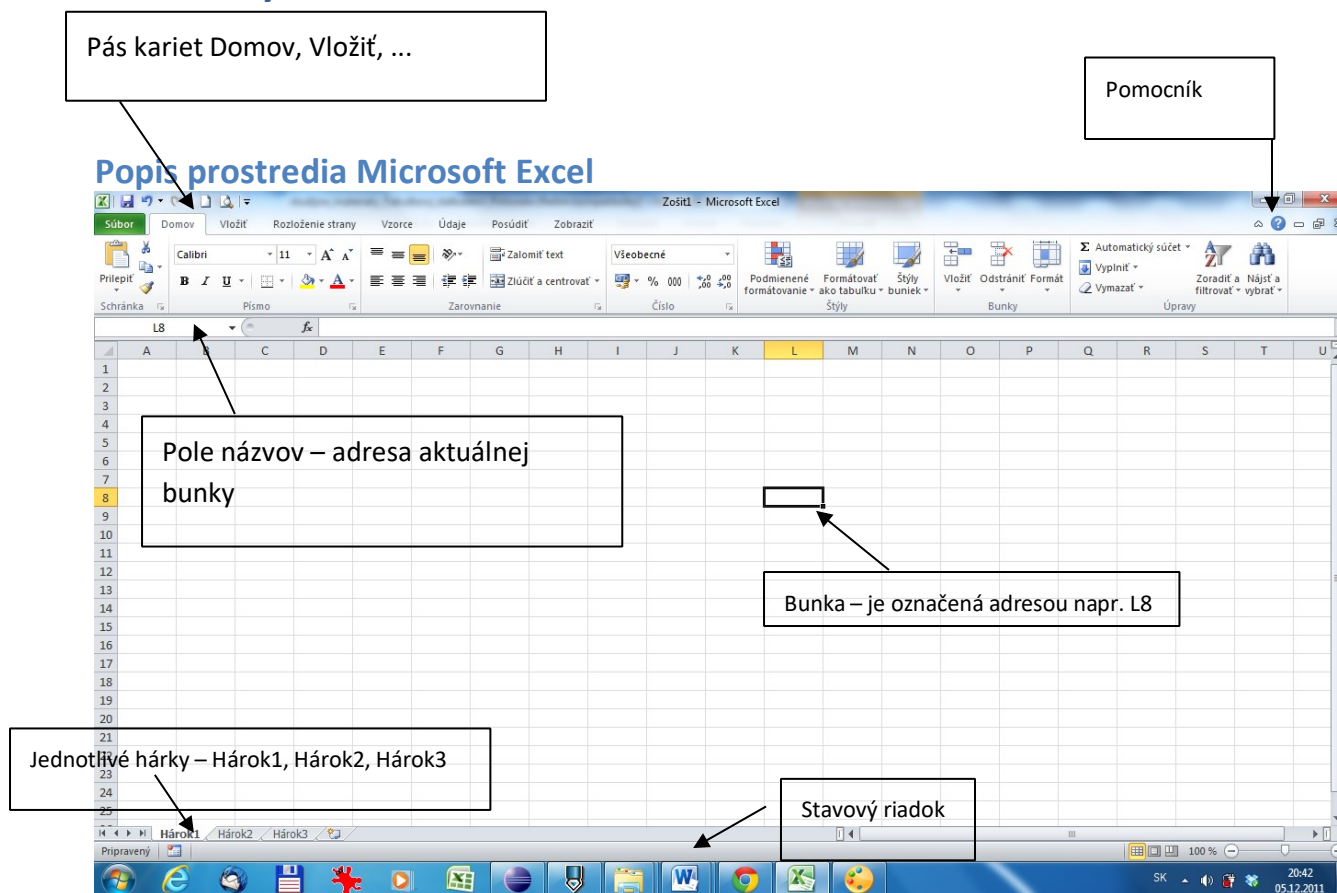 Pás kariet Domov, Vložiť, ...
Pomocník
Popis prostredia Microsoft Excel
Zošit1 - Microsoft Excel
Súbor Domov Vložiť Rozloženie strany Vzorce Údaje Posúdiť Zobraziť
Calibri 11 A A Zalomiť text Všeobecné Σ Automatický súčet
Vyplniť
Prilepiť B I U A Zlúčiť a centrovať % 000 Podmienené formátovanie Formátovať ako tabuľku Štýly buniek Vložiť Odstrániť Formát Vymazať Zoradiť a filtrovať Nájsť a vybrať
Schránka Písmo Zarovnanie Číslo Štýly Bunky Úpravy
L8 fx
A B C D E F G H I J K L M N O P Q R S T U
1
2
3
4
5
6
7
8
9
10
11
12
13
14
15
16
17
18
19
20
21
22
23
24
25
Pole názvov – adresa aktuálnej
bunky
Bunka – je označená adresou napr. L8
Jednotlivé hárky – Hárok1, Hárok2, Hárok3
Stavový riadok
Hárok1 Hárok2 Hárok3
Pripravený 100 %
SK 20:42
05.12.2011